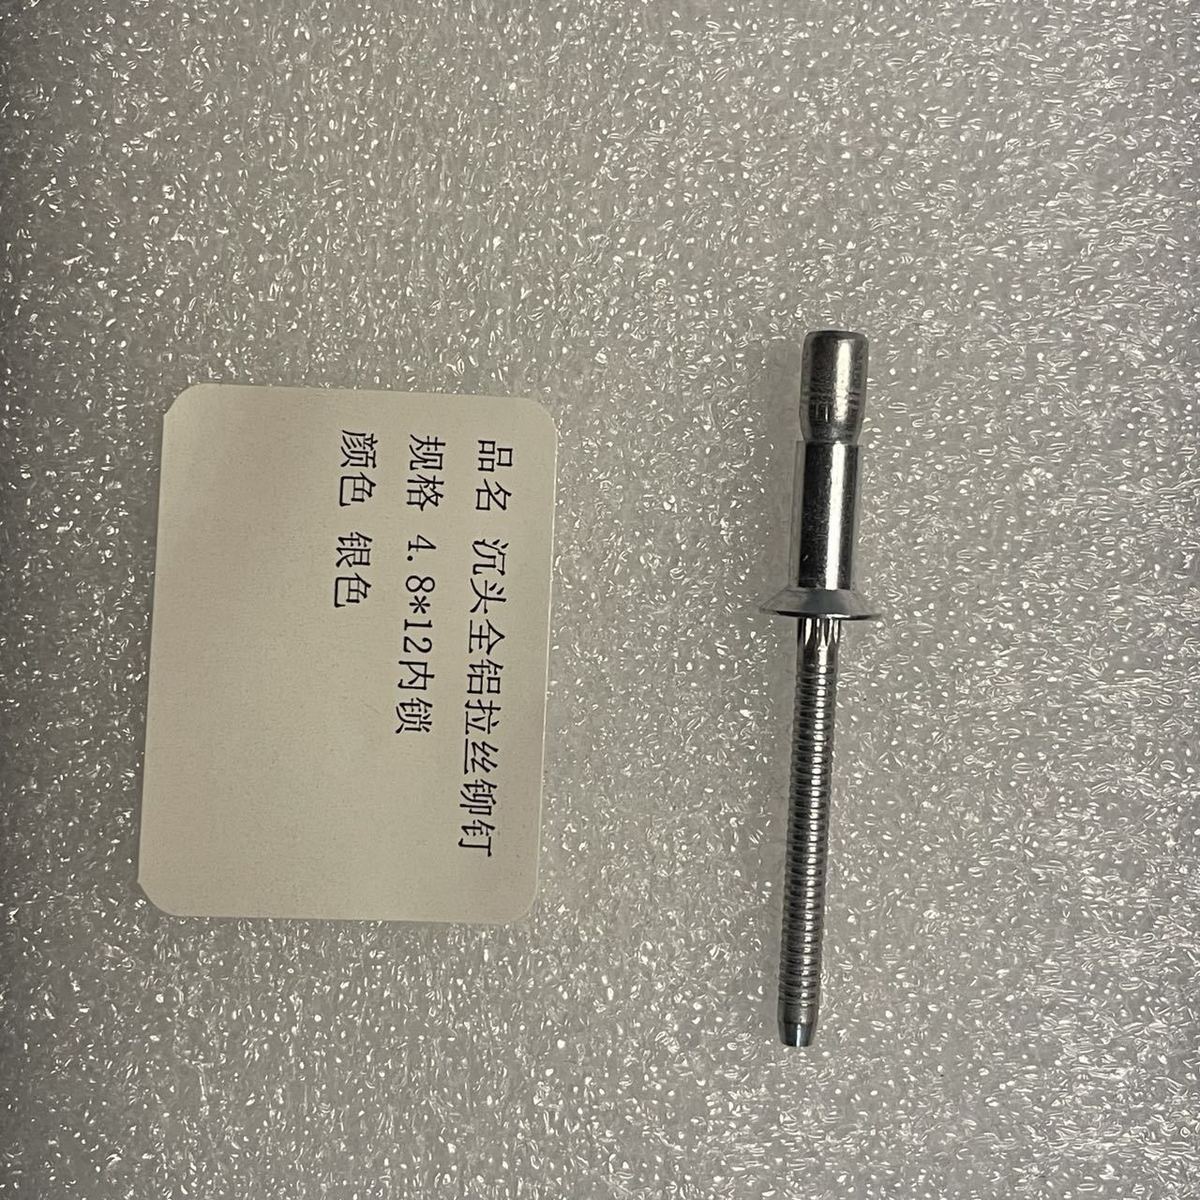 品名 沉头全铝拉丝铆钉
规格 4.8*12内锁
颜色 银色